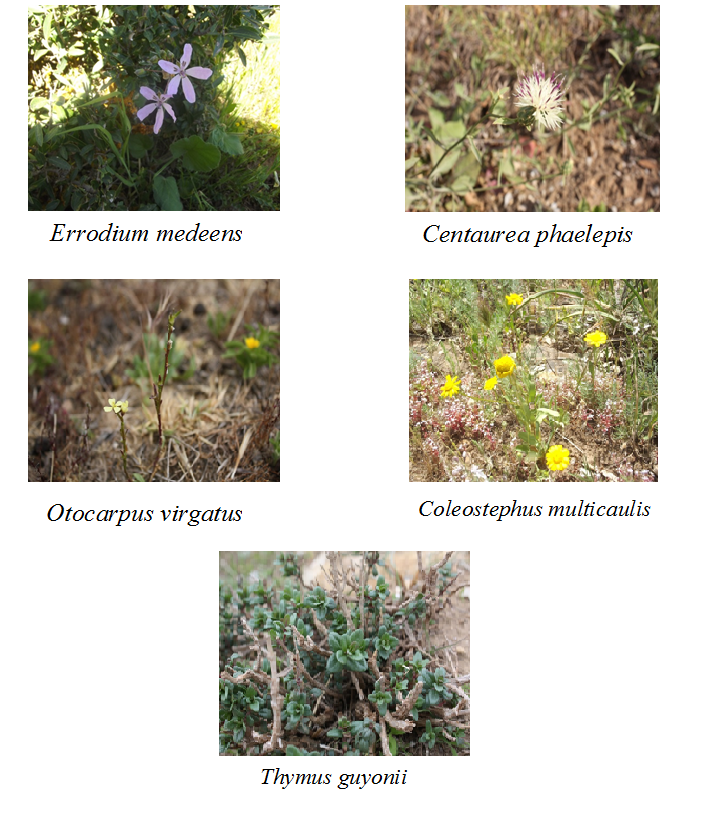 Errodium medeens
Centaurea phaelepis
Otocarpus virgatus
Coleostephus multicaulis
Thymus guyonii